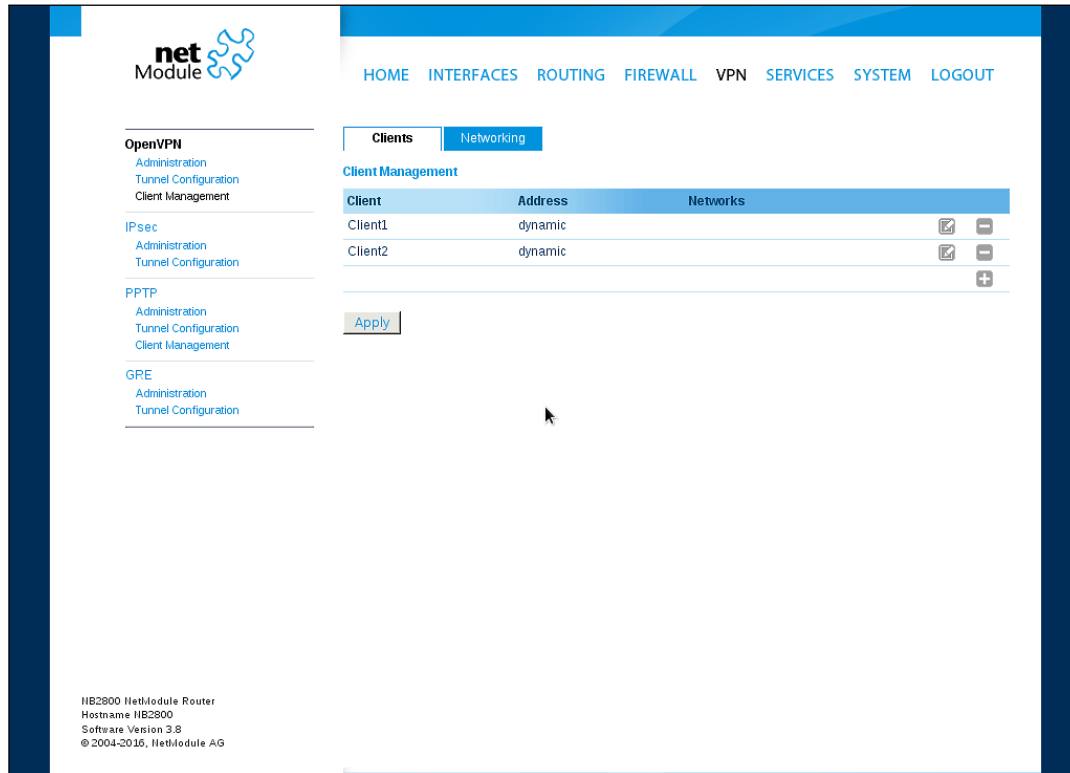 net
Module
HOME INTERFACES ROUTING FIREWALL VPN SERVICES SYSTEM LOGOUT
OpenVPN
Administration
Tunnel Configuration
Client Management
IPsec
Administration
Tunnel Configuration
PPTP
Administration
Tunnel Configuration
Client Management
GRE
Administration
Tunnel Configuration
Clients Networking
Client Management
Client Address Networks
Client1 dynamic
Client2 dynamic
Apply
NB2800 NetModule Router
Hostname NB2800
Software Version 3.8
© 2004-2016, NetModule AG